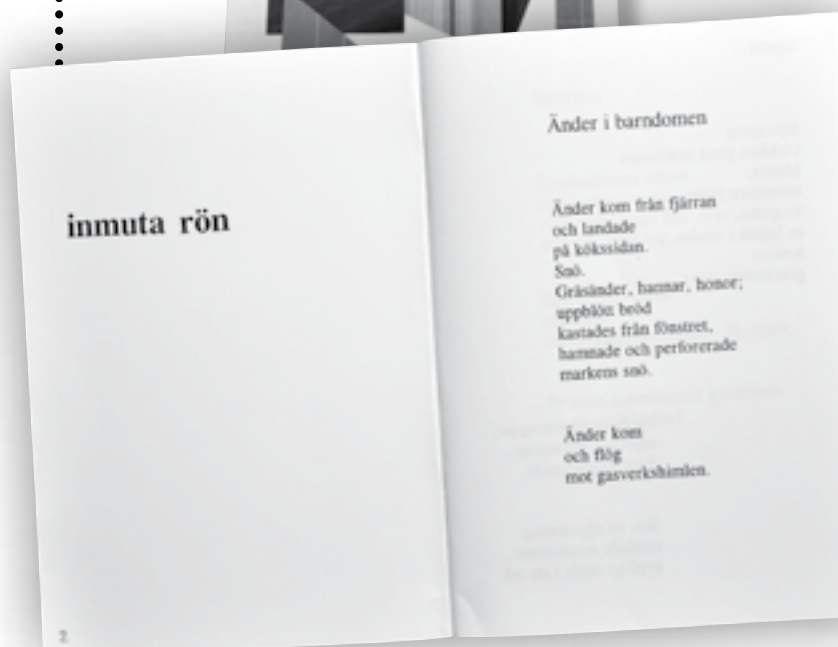 inmuta rön
2
Änder i barndomen
Änder kom från fjärran
och landade
på kökssidan.
Snö.
Gräsänder, hannar, honor;
uppblött bröd
kastades från fönstret,
hamnade och perforerade
markens snö.
Änder kom
och flög
mot gasverkshimlen.